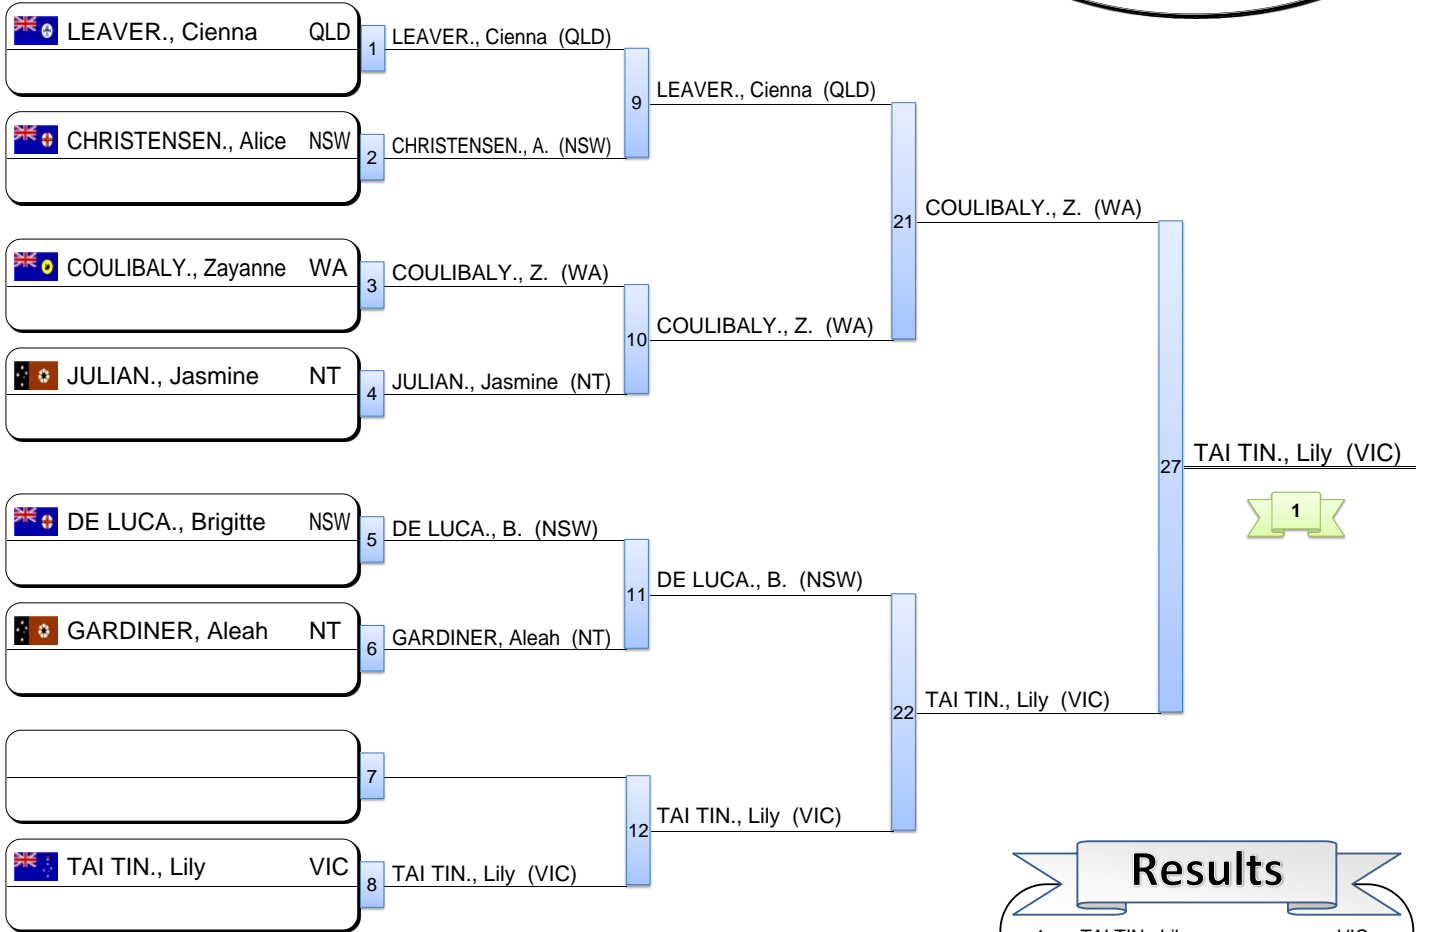 LEAVER., Cienna QLD
1
LEAVER., Cienna (QLD)
9
LEAVER., Cienna (QLD)
CHRISTENSEN., Alice NSW
2
CHRISTENSEN., A. (NSW)
21
COULIBALY., Z. (WA)
COULIBALY., Zayanne WA
3
COULIBALY., Z. (WA)
10
COULIBALY., Z. (WA)
JULIAN., Jasmine NT
4
JULIAN., Jasmine (NT)
27
TAI TIN., Lily (VIC)
1
DE LUCA., Brigitte NSW
5
DE LUCA., B. (NSW)
11
DE LUCA., B. (NSW)
GARDINER, Aleah NT
6
GARDINER, Aleah (NT)
22
TAI TIN., Lily (VIC)
7
12
TAI TIN., Lily (VIC)
TAI TIN., Lily VIC
8
TAI TIN., Lily (VIC)
Results